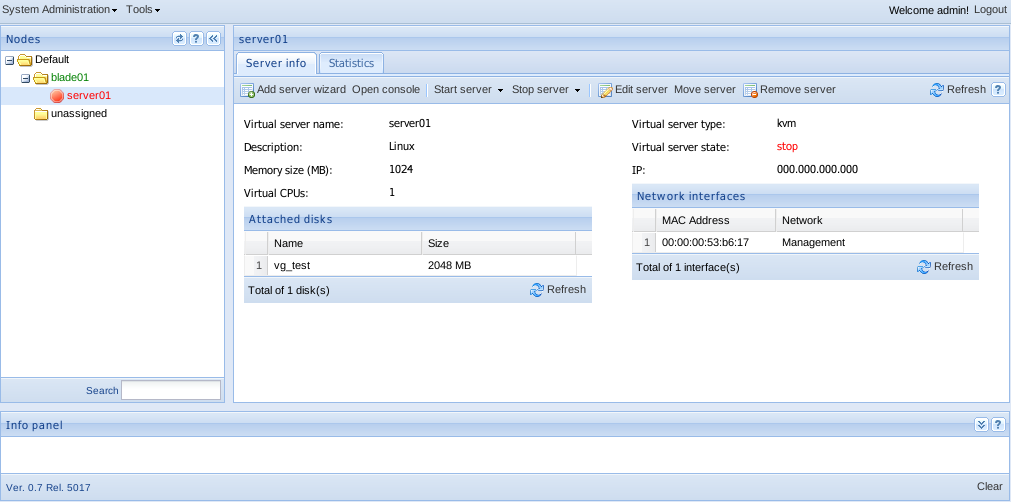 System Administration Tools Welcome admin! Logout
Nodes
Default
blade01
server01
unassigned
Search
server01
Server info Statistics
Add server wizard Open console Start server Stop server Edit server Move server Remove server Refresh ?
Virtual server name: server01
Description: Linux
Memory size (MB): 1024
Virtual CPUs: 1
Attached disks
Name Size
1 vg_test 2048 MB
Total of 1 disk(s) Refresh
Virtual server type: kvm
Virtual server state: stop
IP: 000.000.000.000
Network interfaces
MAC Address Network
1 00:00:00:53:b6:17 Management
Total of 1 interface(s) Refresh
Info panel ?
Ver. 0.7 Rel. 5017 Clear